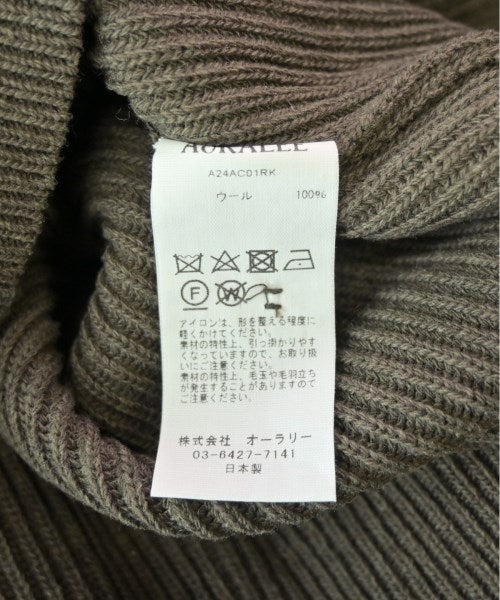 AURALEE
A24AC01RK
ウール 100%
F W
アイロンは、形を整える程度に
軽くかけてください。
素材の特性上、引っ掛かりやすく
なっていますので、お取り扱
いにご注意ください。
素材の特性上、毛玉や毛羽立ち
が発生することがありますので
ご注意ください。
株式会社 オーラリー
03-6427-7141
日本製